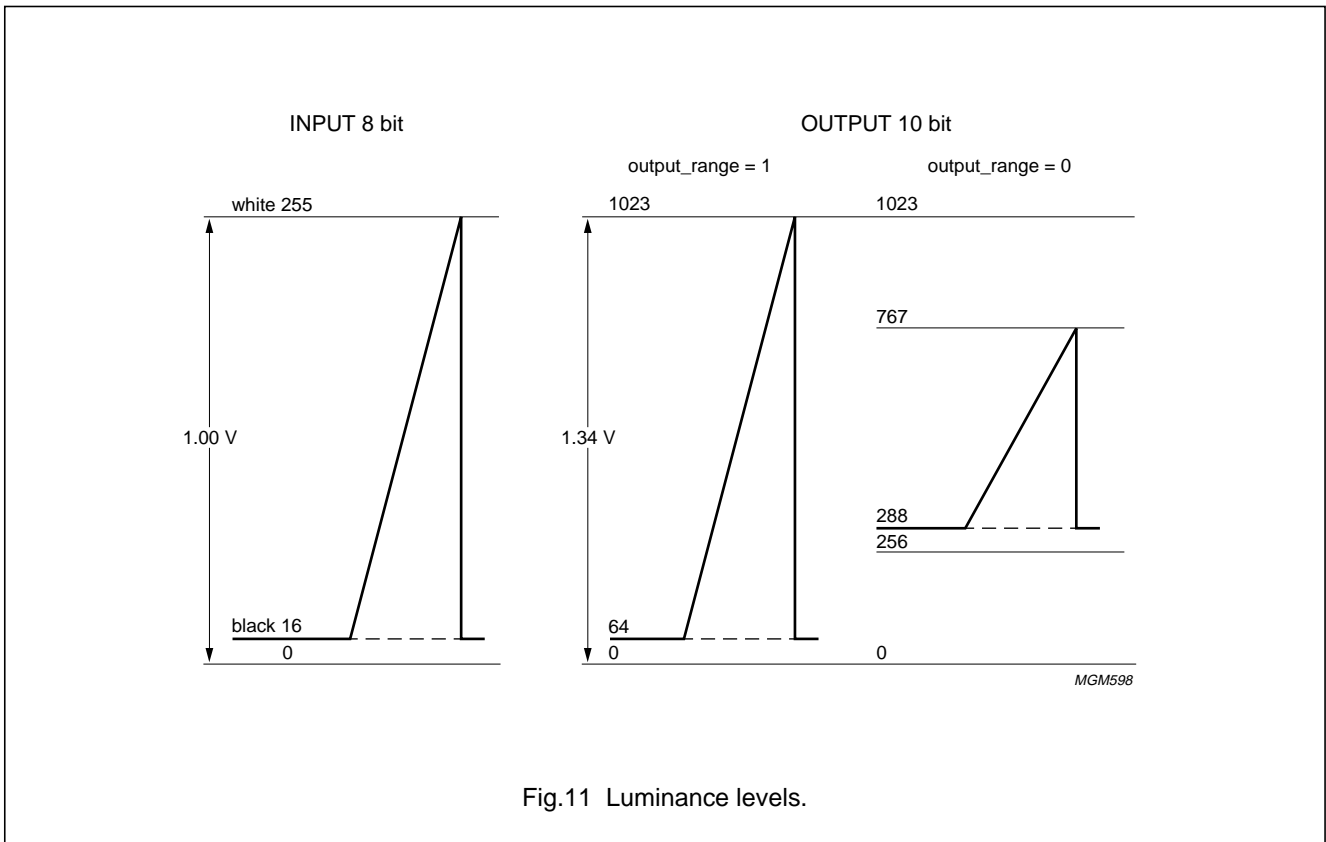 INPUT 8 bit
OUTPUT 10 bit
output_range = 1
output_range = 0
white 255
1023
1023
767
1.00 V
1.34 V
288
256
black 16
64
0
0
0
MGM598
Fig.11 Luminance levels.